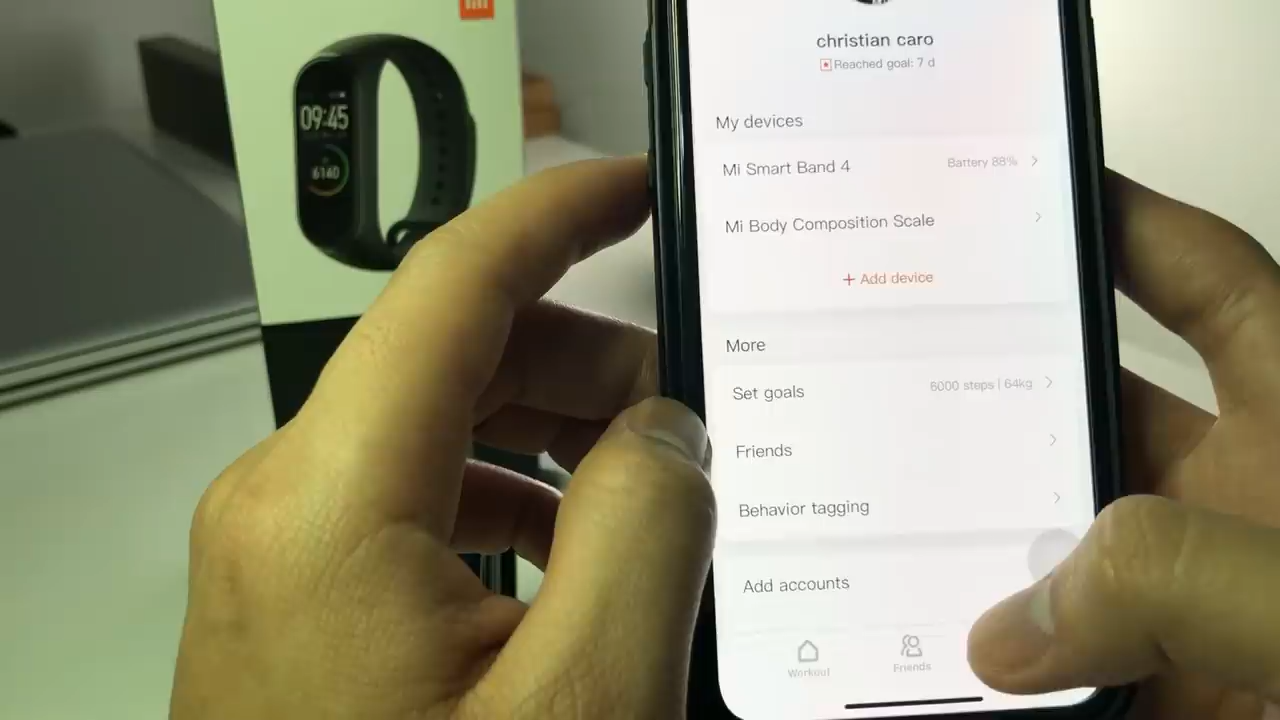 09:45
6140
christian caro
Reached goal: 7 d
My devices
Mi Smart Band 4
Battery 88%
Mi Body Composition Scale
+ Add device
More
Set goals
6000 steps | 64kg
Friends
Behavior tagging
Add accounts
Workout
Friends